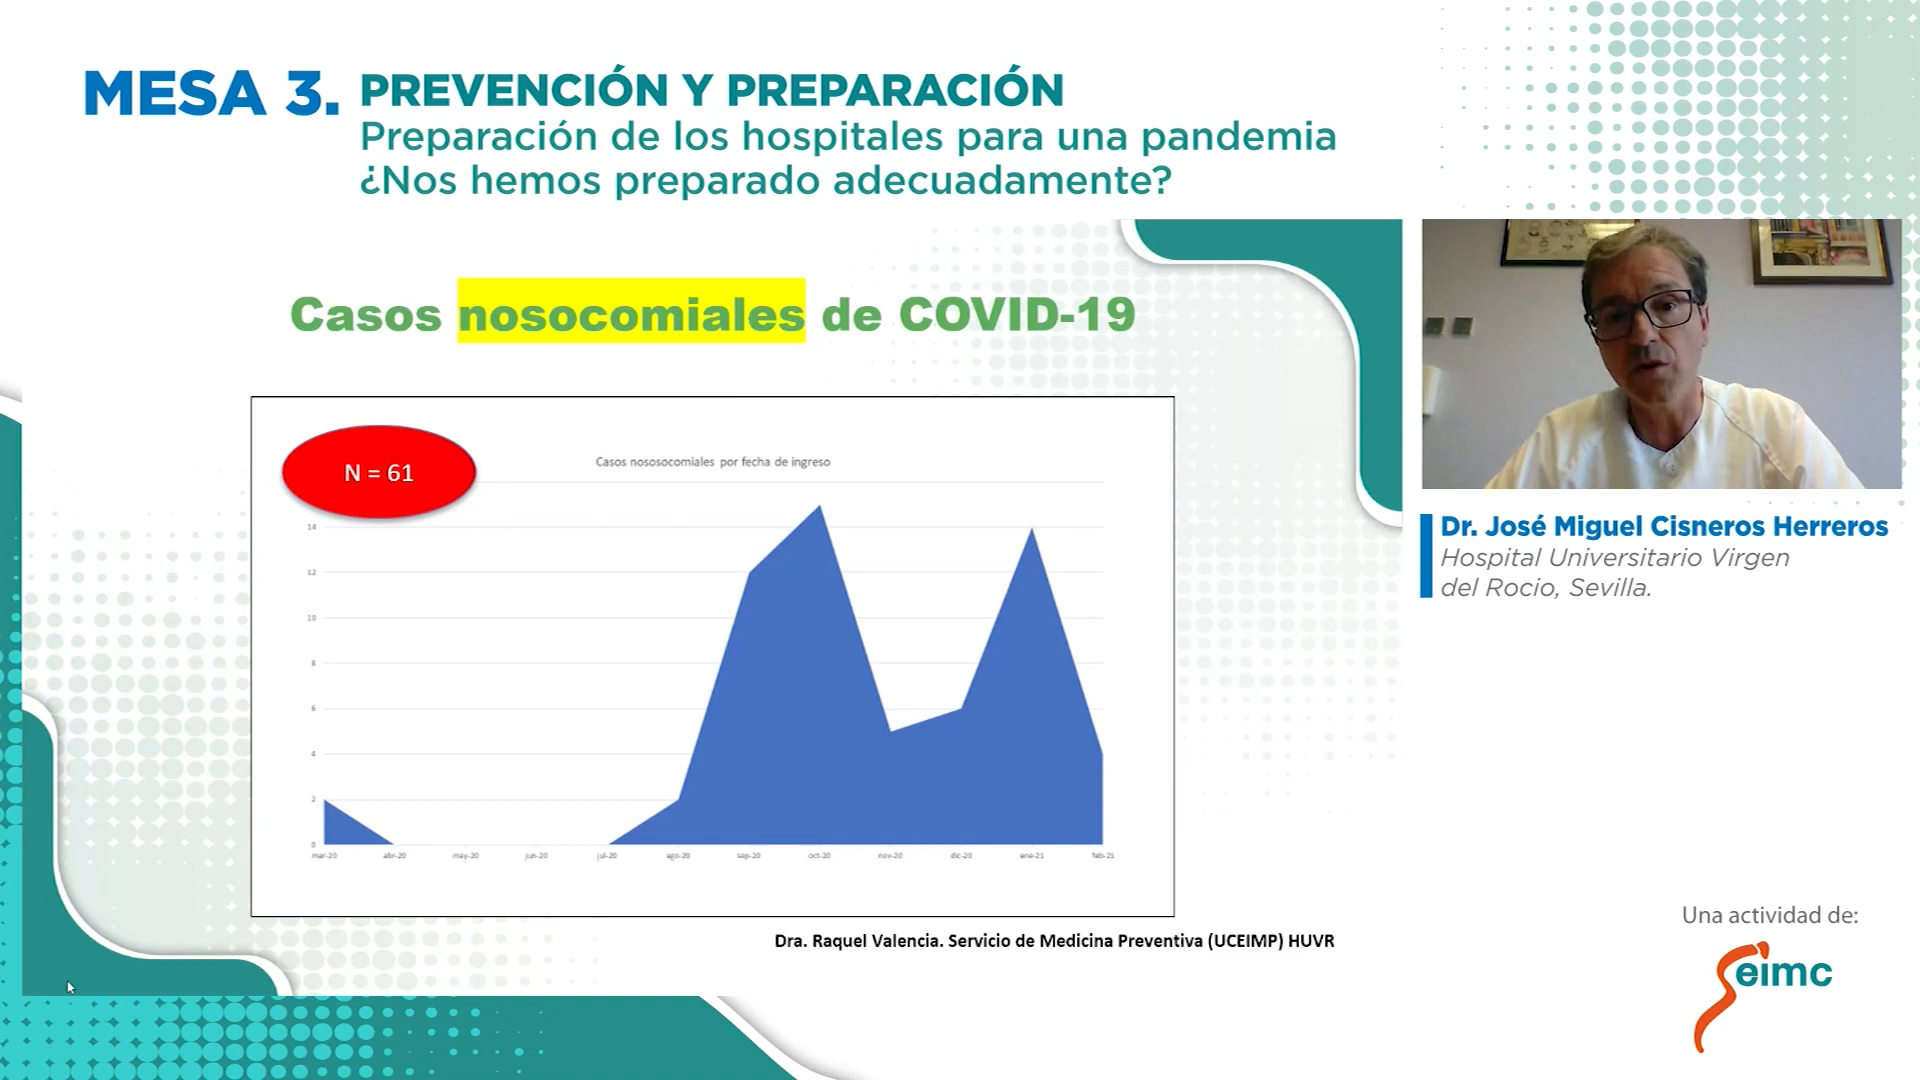 MESA 3. PREVENCIÓN Y PREPARACIÓN
Preparación de los hospitales para una pandemia
¿Nos hemos preparado adecuadamente?
Casos nosocomiales de COVID-19
N = 61
Casos nososocomiales por fecha de ingreso
14
12
10
8
6
4
2
0
mar-20 abr-20 may-20 jun-20 jul-20 ago-20 sep-20 oct-20 nov-20 dic-20 ene-21 feb-21
Dra. Raquel Valencia. Servicio de Medicina Preventiva (UCEIMP) HUVR
Dr. José Miguel Cisneros Herreros
Hospital Universitario Virgen
del Rocio, Sevilla.
Una actividad de:
Seimc